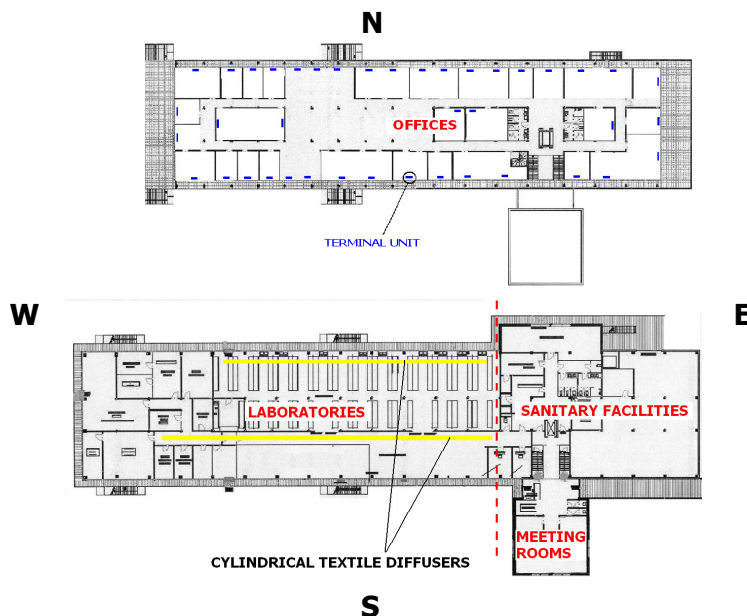 N
OFFICES
TERMINAL UNIT
W
E
LABORATORIES
SANITARY FACILITIES
MEETING
ROOMS
CYLINDRICAL TEXTILE DIFFUSERS
S